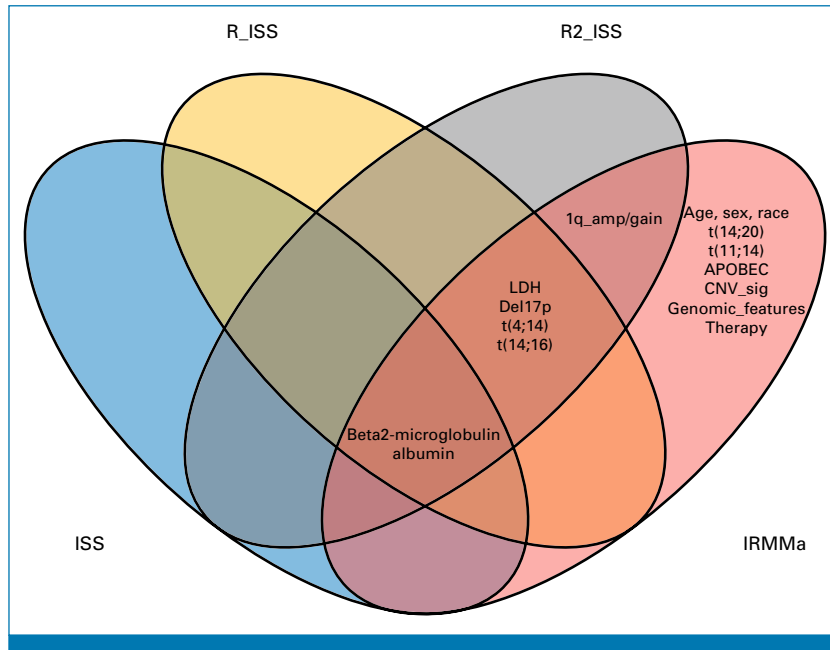 R_ISS
R2_ISS
1q_amp/gain
Age, sex, race
t(14;20)
t(11;14)
APOBEC
CNV_sig
Genomic_features
Therapy
LDH
Del17p
t(4;14)
t(14;16)
Beta2-microglobulin
albumin
ISS
IRMMa